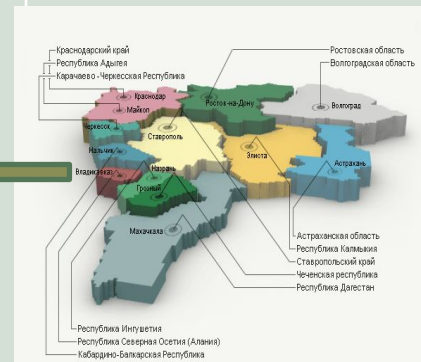 Краснодарский край
Республика Адыгея
Карачаево -Черкесская Республика
Ростовская область
Волгоградская область
Краснодар
Майкоп
Черкесск
Ставрополь
Ростов-на-Дону
Волгоград
Нальчик
Владикавказ
Назрань
Грозный
Элиста
Астрахань
Махачкала
Астраханская область
Республика Калмыкия
Ставропольский край
Чеченская республика
Республика Дагестан
Республика Ингушетия
Республика Северная Осетия (Алания)
Кабардино-Балкарская Республика